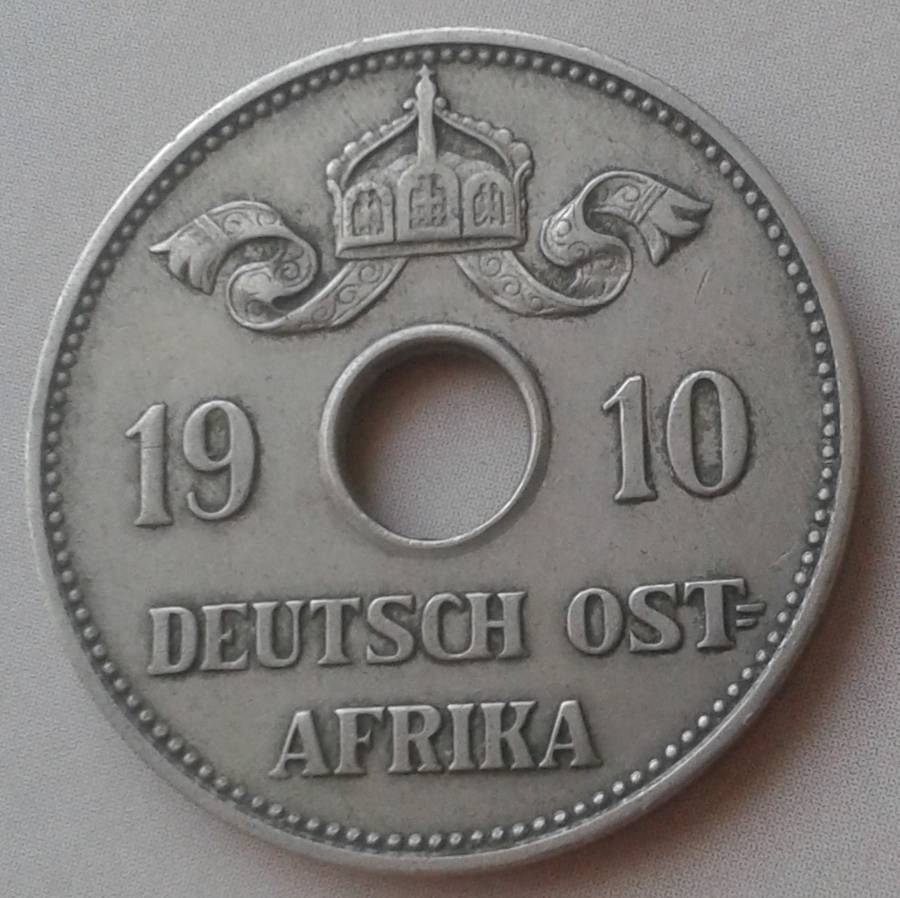 19 10
DEUTSCH OST=
AFRIKA